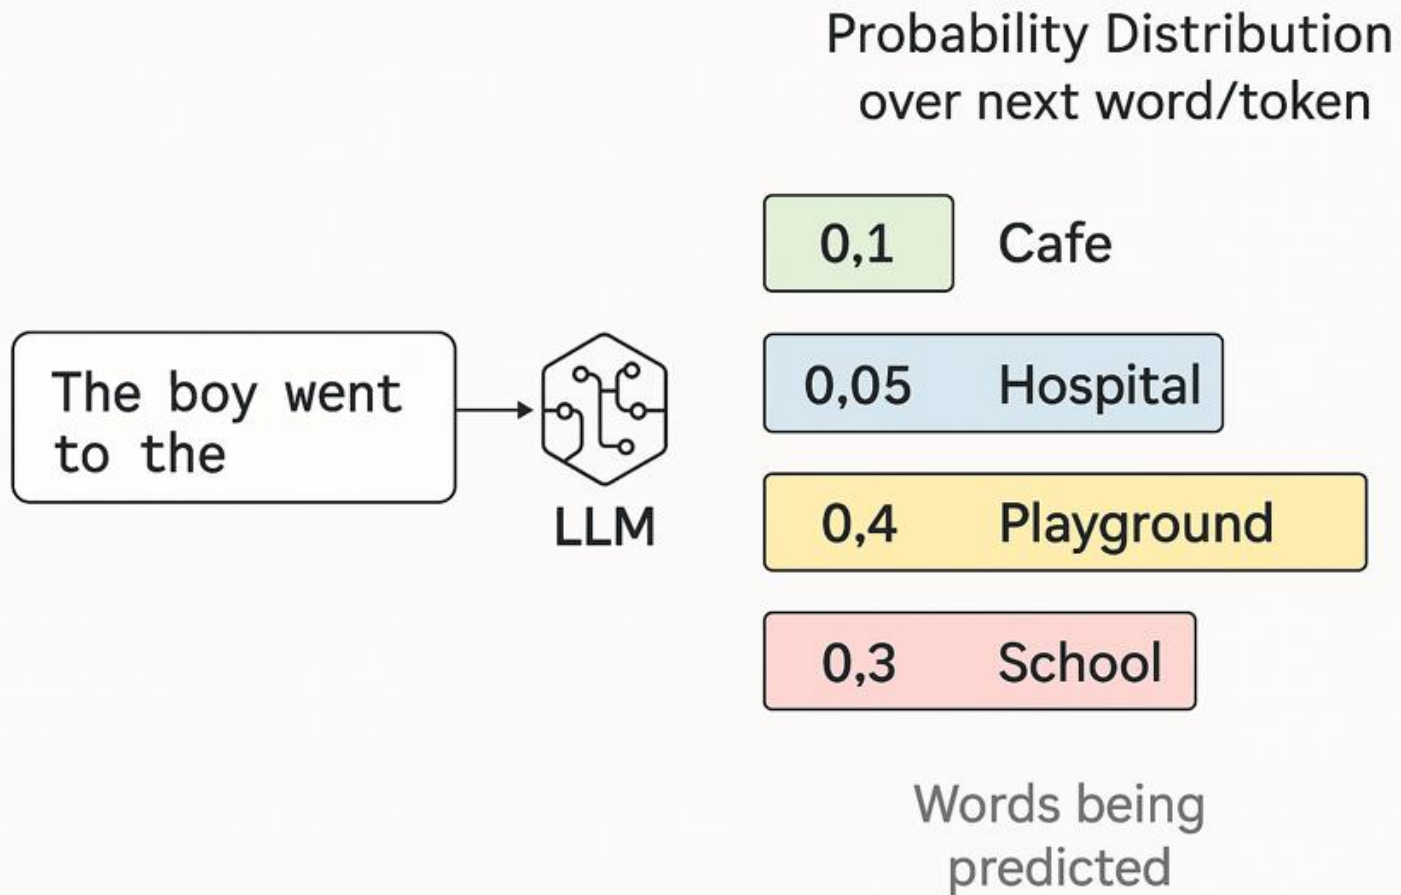 Probability Distribution
over next word/token
The boy went
to the
LLM
0,1 Cafe
0,05 Hospital
0,4 Playground
0,3 School
Words being
predicted